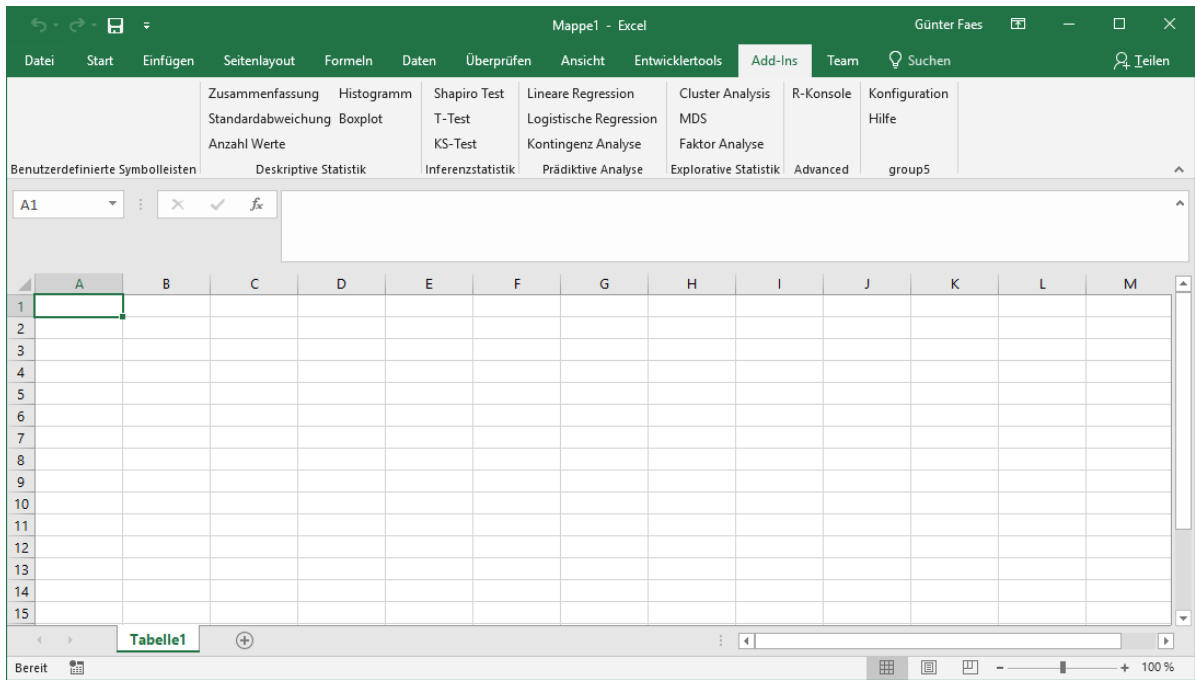 Mappe1 - Excel Günter Faes
Datei Start Einfügen Seitenlayout Formeln Daten Überprüfen Ansicht Entwicklertools Add-Ins Team Suchen Teilen
Zusammenfassung Histogramm Shapiro Test Lineare Regression Cluster Analysis R-Konsole Konfiguration
Standardabweichung Boxplot T-Test Logistische Regression MDS Hilfe
Anzahl Werte KS-Test Kontingenz Analyse Faktor Analyse
Benutzerdefinierte Symbolleisten Deskriptive Statistik Inferenzstatistik Prädiktive Analyse Explorative Statistik Advanced group5
A1 fx
A B C D E F G H I J K L M
1
2
3
4
5
6
7
8
9
10
11
12
13
14
15
Tabelle1
Bereit 100 %